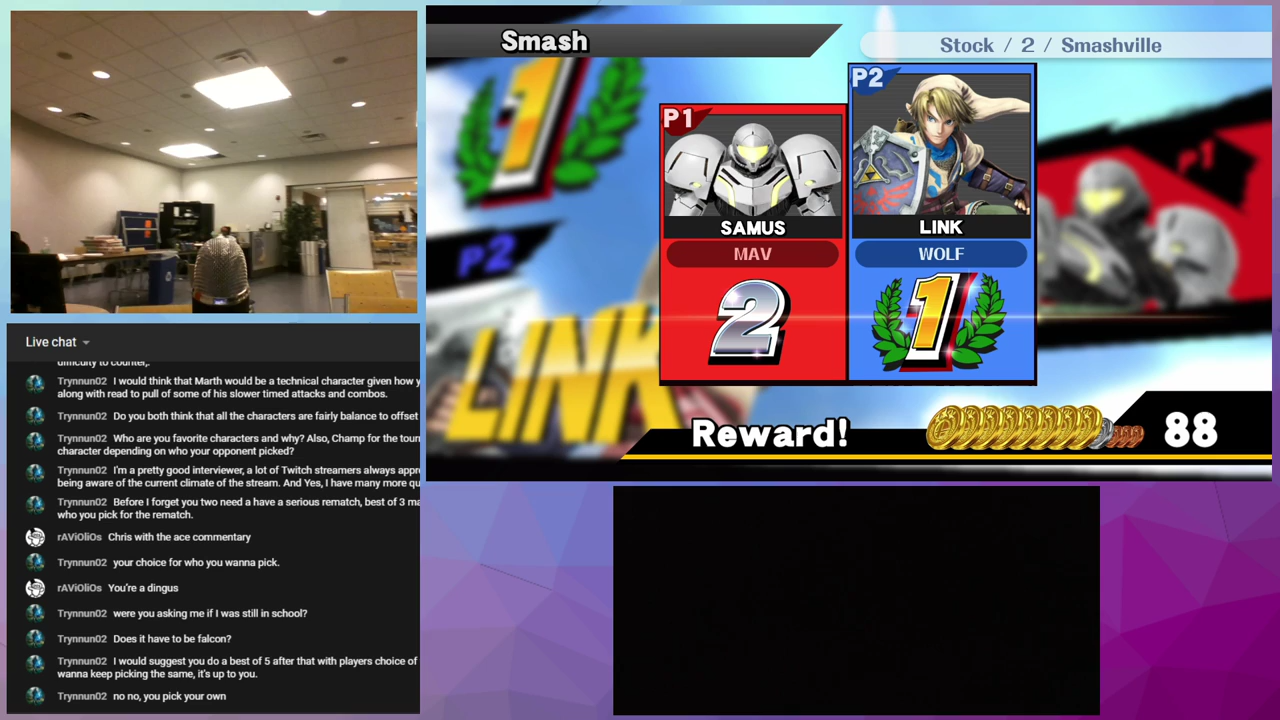 Smash
Stock / 2 / Smashville
1
P2
LINK
P1
SAMUS
MAV
2
P2
LINK
WOLF
1
P1
Reward!
88
Live chat
difficulty to counter,.
Trynnun02 I would think that Marth would be a technical character given how y
along with read to pull of some of his slower timed attacks and combos.
Trynnun02 Do you both think that all the characters are fairly balance to offset
Trynnun02 Who are you favorite characters and why? Also, Champ for the tourn
character depending on who your opponent picked?
Trynnun02 I'm a pretty good interviewer, a lot of Twitch streamers always appre
being aware of the current climate of the stream. And Yes, I have many more qu
Trynnun02 Before I forget you two need a have a serious rematch, best of 3 ma
who you pick for the rematch.
rAViOliOs Chris with the ace commentary
Trynnun02 your choice for who you wanna pick.
rAViOliOs You're a dingus
Trynnun02 were you asking me if I was still in school?
Trynnun02 Does it have to be falcon?
Trynnun02 I would suggest you do a best of 5 after that with players choice of
wanna keep picking the same, it's up to you.
Trynnun02 no no, you pick your own